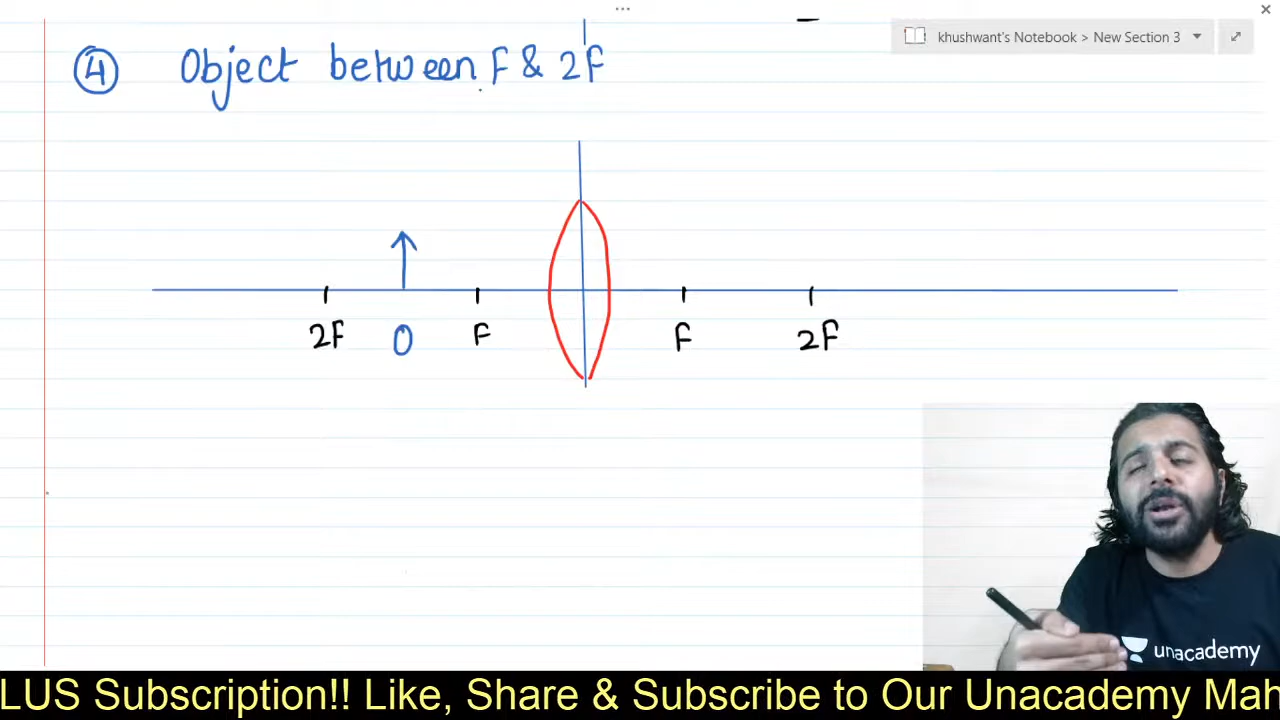 khushwant's Notebook > New Section 3
4 Object between F & 2F
2F O F F 2F
unacademy
LUS Subscription!! Like, Share & Subscribe to Our Unacademy Mah